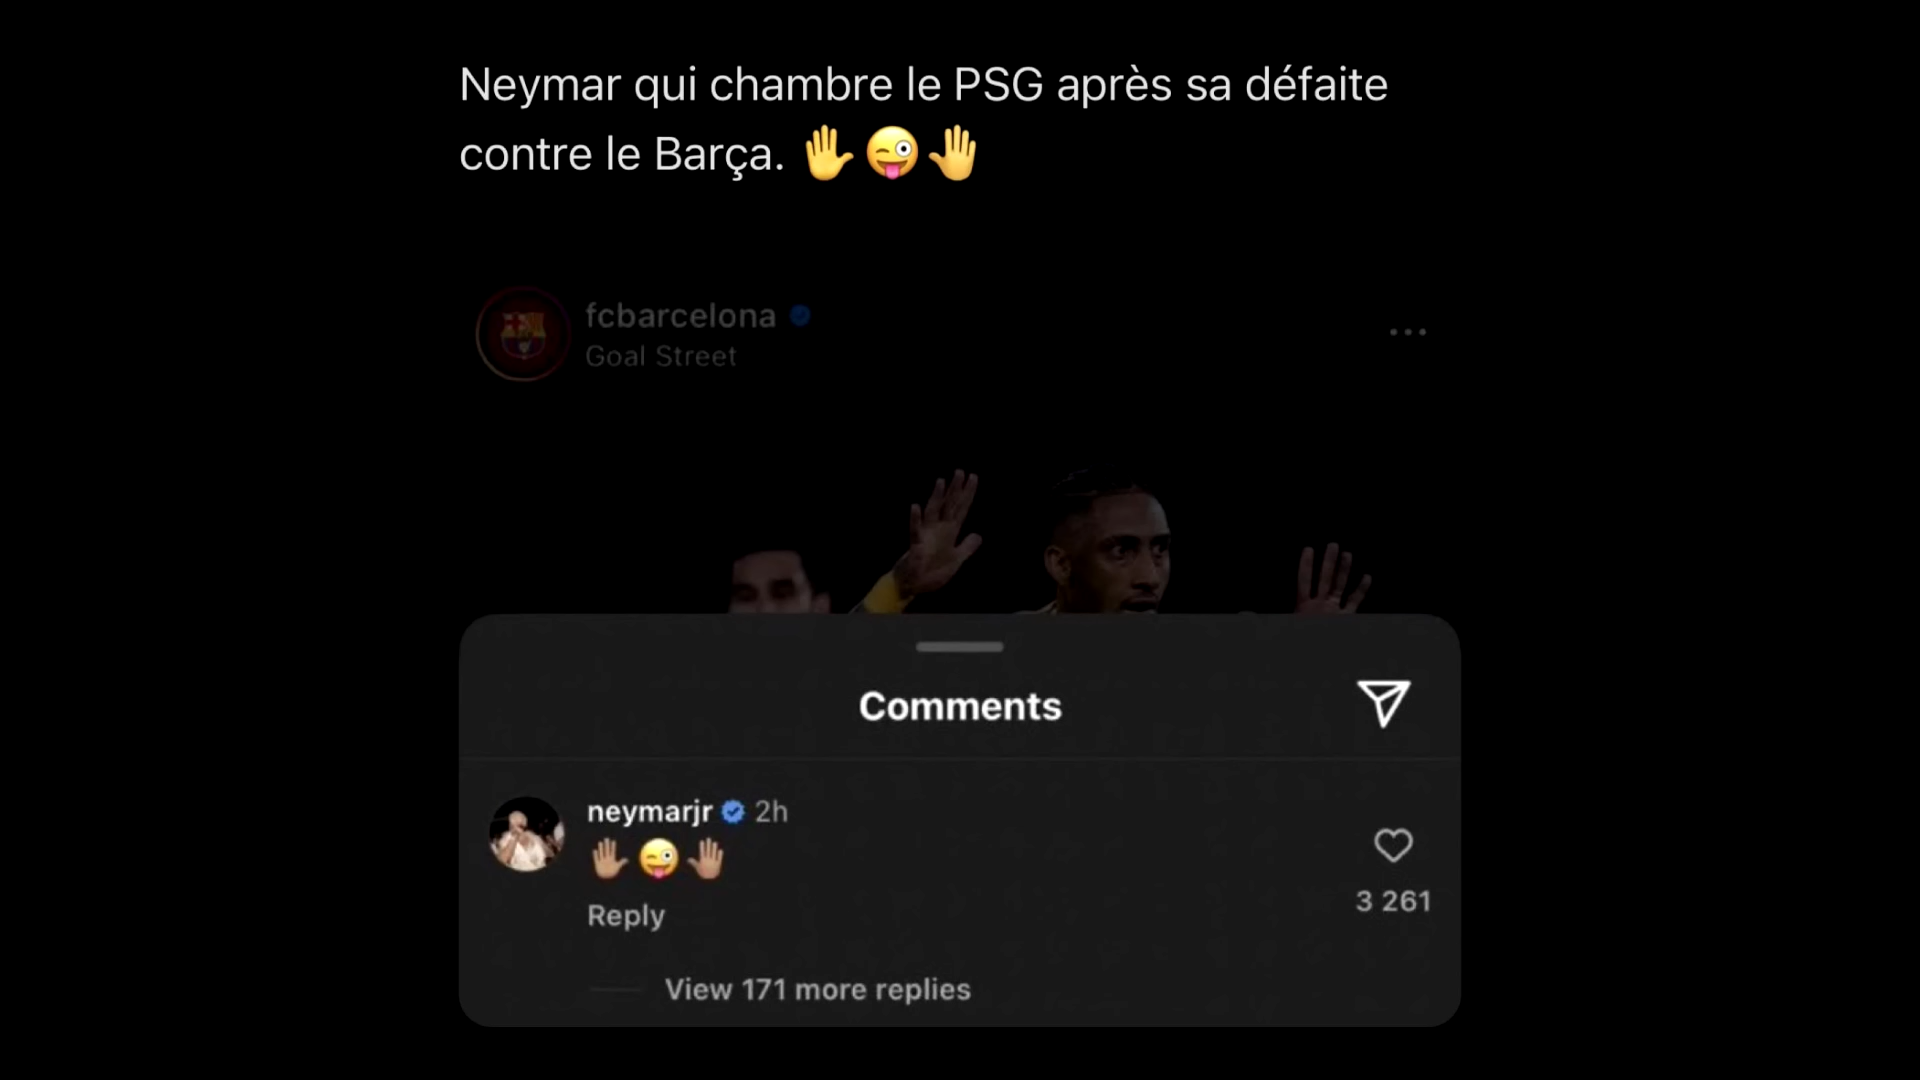 Neymar qui chambre le PSG après sa défaite
contre le Barça. 🤚😜🤚
fcbarcelona
Goal Street
Comments
neymarjr 2h
🤚🏽😜🤚🏽
Reply
3 261
View 171 more replies